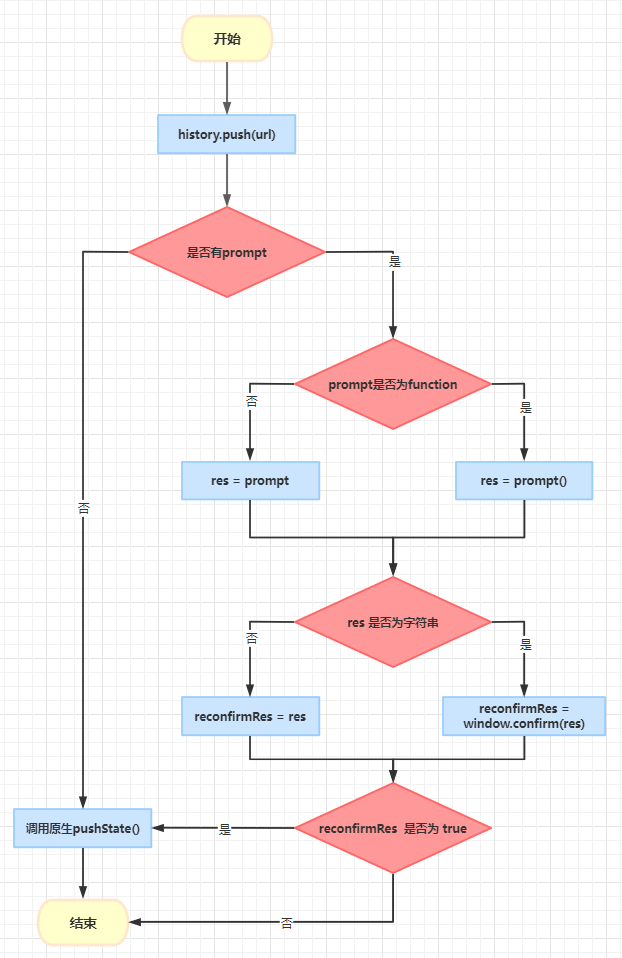 开始
history.push(url)
是否有prompt
是
prompt是否为function
否
是
res = prompt
res = prompt()
否
res 是否为字符串
否
是
reconfirmRes = res
reconfirmRes =
window.confirm(res)
调用原生pushState()
是
reconfirmRes 是否为 true
结束
否